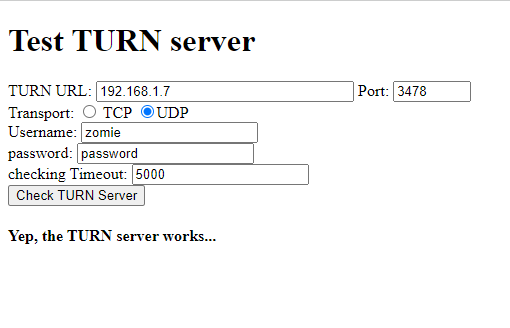 Test TURN server
TURN URL: 192.168.1.7 Port: 3478
Transport: TCP UDP
Username: zomie
password: password
checking Timeout: 5000
Check TURN Server
Yep, the TURN server works...